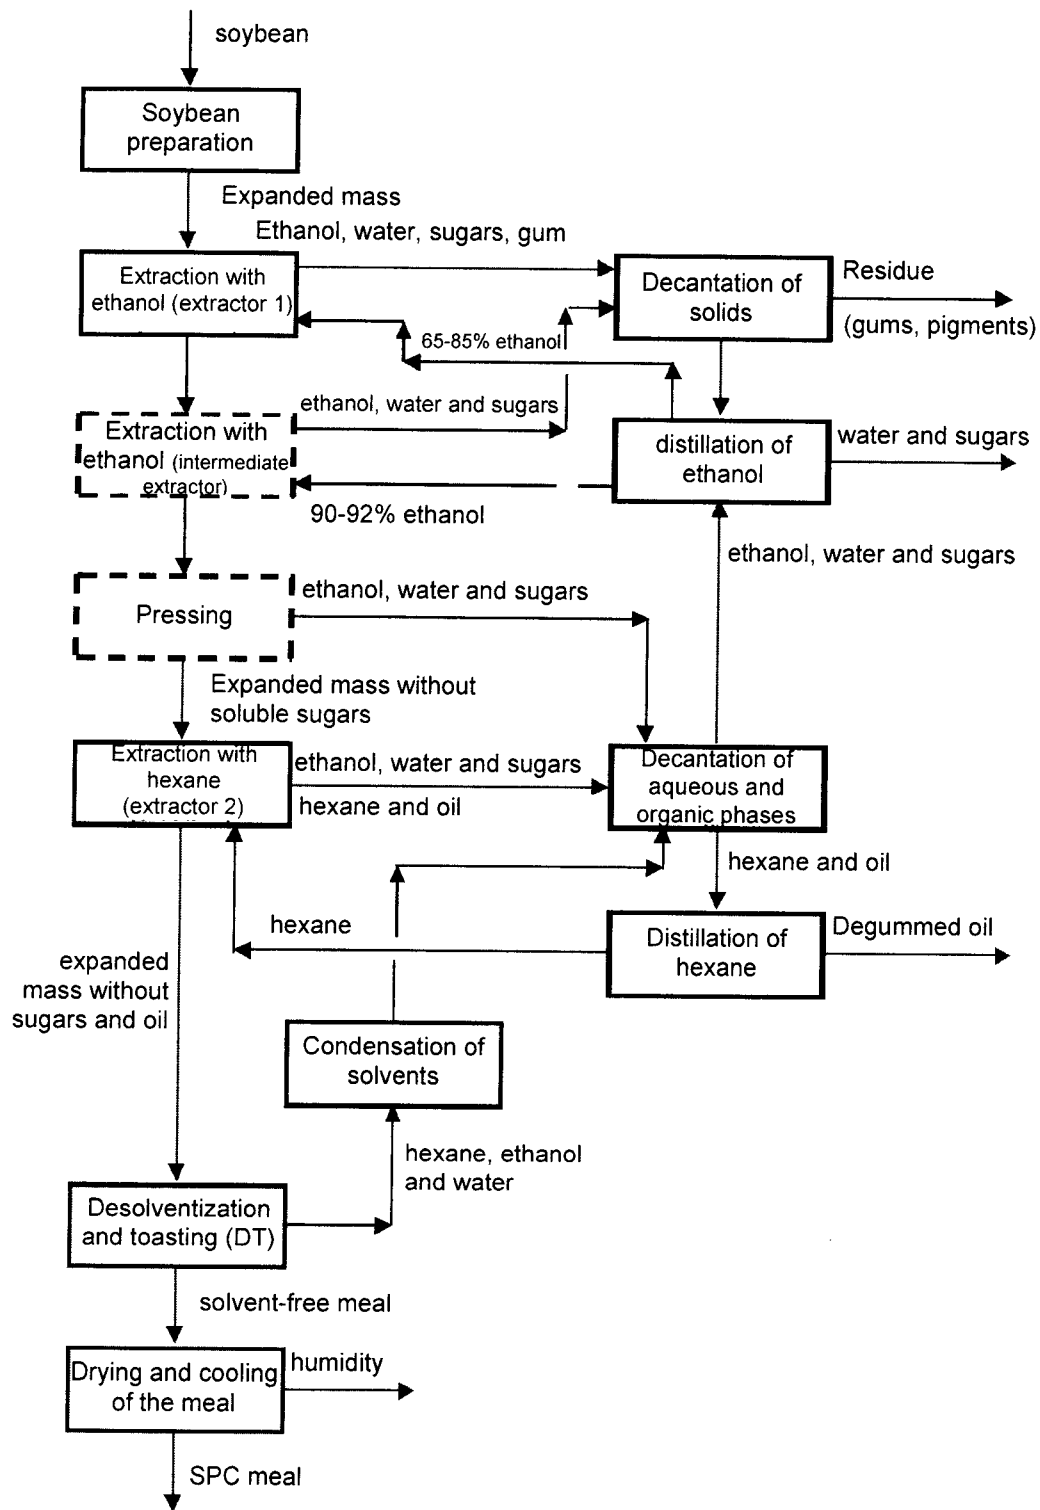 soybean
Soybean
preparation
Expanded mass
Ethanol, water, sugars, gum
Extraction with
ethanol (extractor 1)
Decantation of
solids
Residue
(gums, pigments)
65-85% ethanol
ethanol, water and sugars
Extraction with
ethanol (intermediate
extractor)
distillation of
ethanol
water and sugars
90-92% ethanol
ethanol, water and sugars
Pressing
ethanol, water and sugars
Expanded mass without
soluble sugars
Extraction with
hexane
(extractor 2)
ethanol, water and sugars
hexane and oil
Decantation of
aqueous and
organic phases
hexane and oil
hexane
Distillation of
hexane
Degummed oil
expanded
mass without
sugars and oil
Condensation of
solvents
hexane, ethanol
and water
Desolventization
and toasting (DT)
solvent-free meal
Drying and cooling
of the meal
humidity
SPC meal